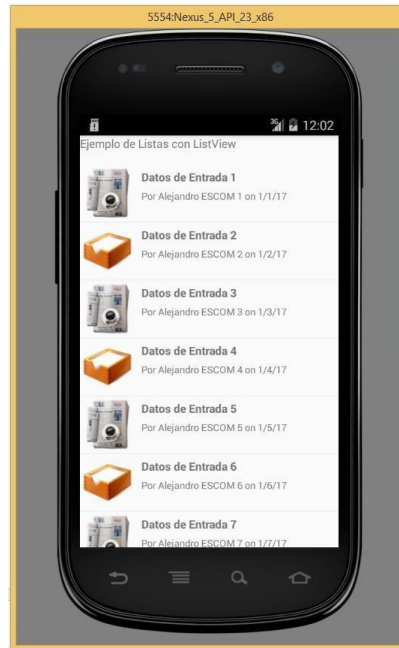 5554:Nexus_5_API_23_x86
3G 12:02
Ejemplo de Listas con ListView
Datos de Entrada 1
Por Alejandro ESCOM 1 on 1/1/17
Datos de Entrada 2
Por Alejandro ESCOM 2 on 1/2/17
Datos de Entrada 3
Por Alejandro ESCOM 3 on 1/3/17
Datos de Entrada 4
Por Alejandro ESCOM 4 on 1/4/17
Datos de Entrada 5
Por Alejandro ESCOM 5 on 1/5/17
Datos de Entrada 6
Por Alejandro ESCOM 6 on 1/6/17
Datos de Entrada 7
Por Alejandro ESCOM 7 on 1/7/17